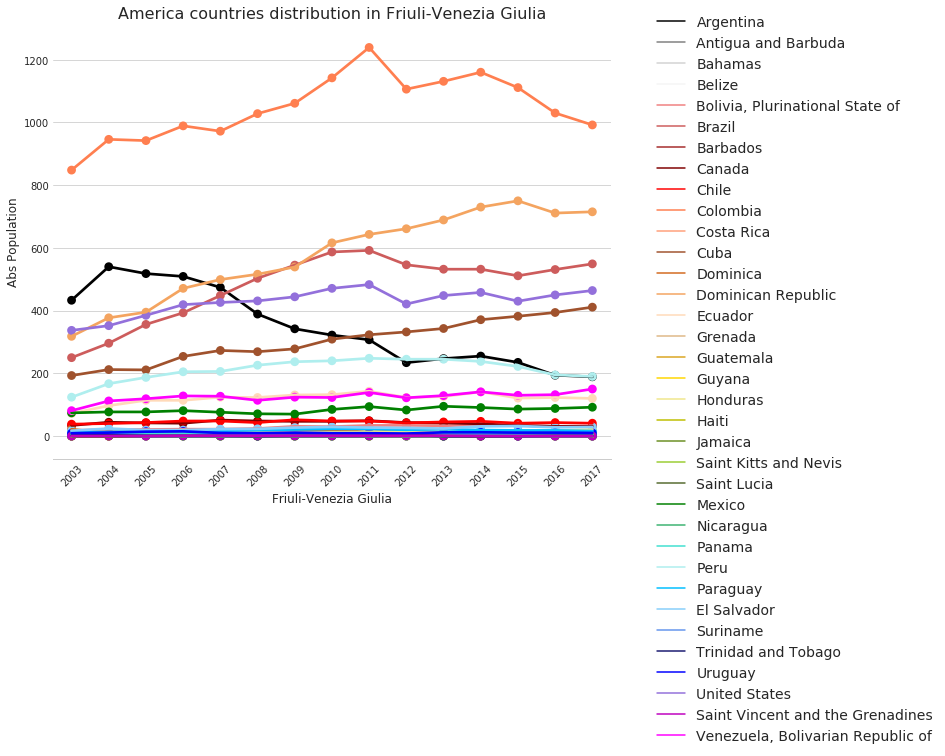 America countries distribution in Friuli-Venezia Giulia
Abs Population
1200
1000
800
600
400
200
0
2003 2004 2005 2006 2007 2008 2009 2010 2011 2012 2013 2014 2015 2016 2017
Friuli-Venezia Giulia
Argentina
Antigua and Barbuda
Bahamas
Belize
Bolivia, Plurinational State of
Brazil
Barbados
Canada
Chile
Colombia
Costa Rica
Cuba
Dominica
Dominican Republic
Ecuador
Grenada
Guatemala
Guyana
Honduras
Haiti
Jamaica
Saint Kitts and Nevis
Saint Lucia
Mexico
Nicaragua
Panama
Peru
Paraguay
El Salvador
Suriname
Trinidad and Tobago
Uruguay
United States
Saint Vincent and the Grenadines
Venezuela, Bolivarian Republic of